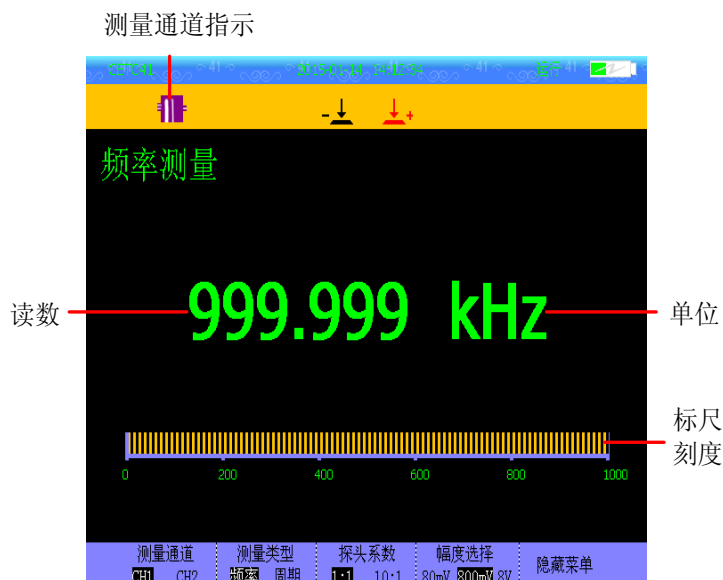 测量通道指示
频率测量
读数
999.999 kHz
单位
标尺
刻度
0 200 400 600 800 1000
测量通道 测量类型 探头系数 幅度选择 隐藏菜单
CH1 CH2 频率 周期 1:1 10:1 80mV 800mV 8V